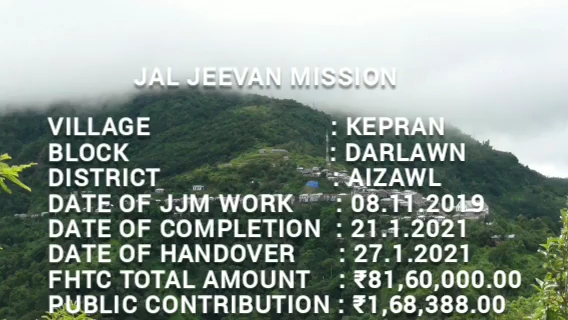 JAL JEEVAN MISSION
VILLAGE : KEPRAN
BLOCK : DARLAWN
DISTRICT : AIZAWL
DATE OF JJM WORK : 08.11.2019
DATE OF COMPLETION : 21.1.2021
DATE OF HANDOVER : 27.1.2021
FHTC TOTAL AMOUNT : ₹81,60,000.00
PUBLIC CONTRIBUTION : ₹1,68,388.00